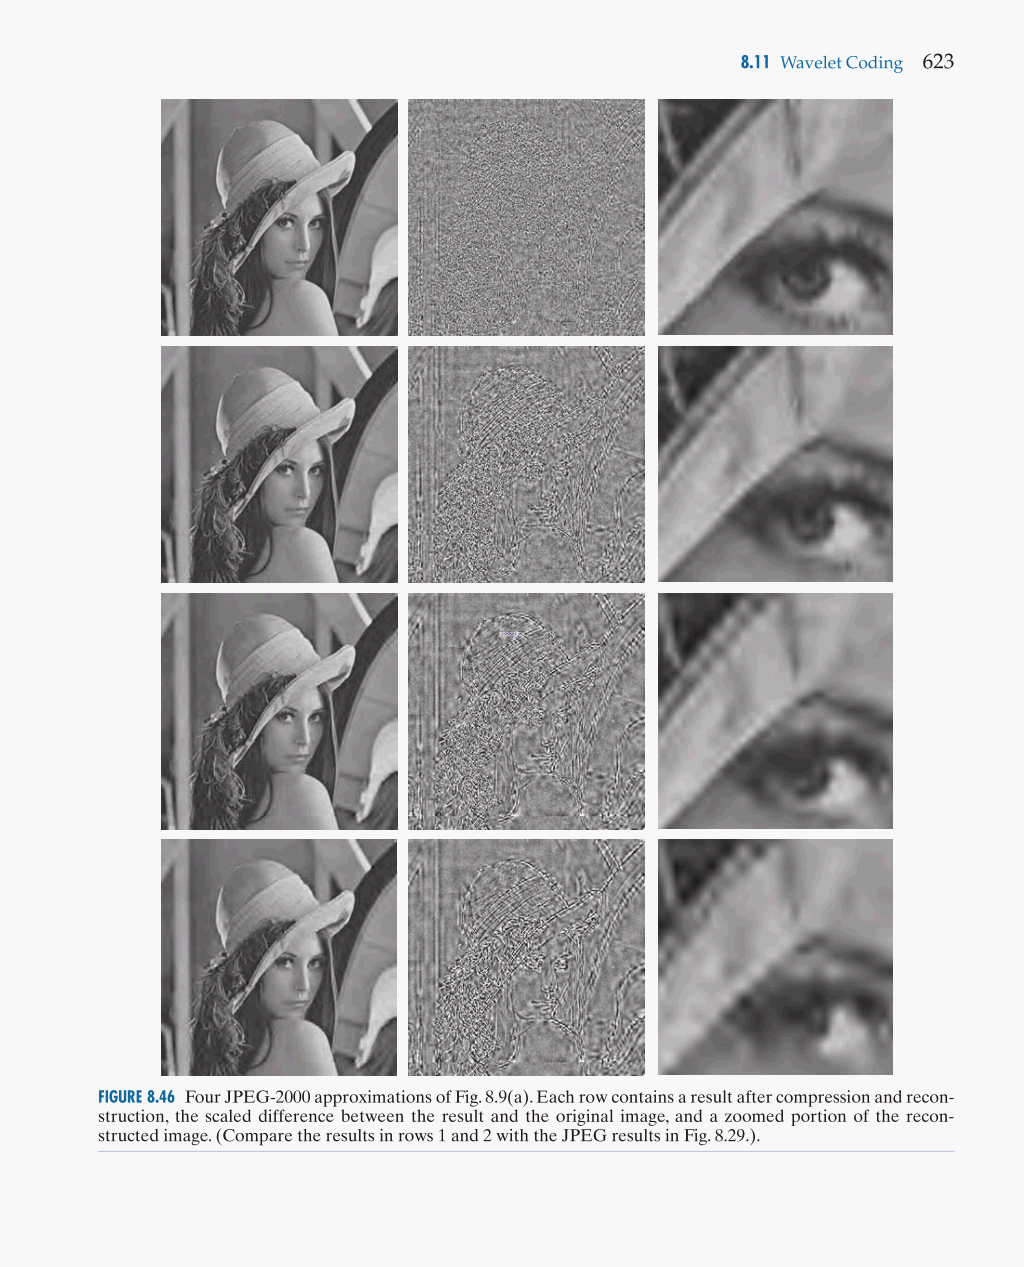 8.11 Wavelet Coding 623
FIGURE 8.46 Four JPEG-2000 approximations of Fig. 8.9(a). Each row contains a result after compression and recon-
struction, the scaled difference between the result and the original image, and a zoomed portion of the recon-
structed image. (Compare the results in rows 1 and 2 with the JPEG results in Fig. 8.29.).